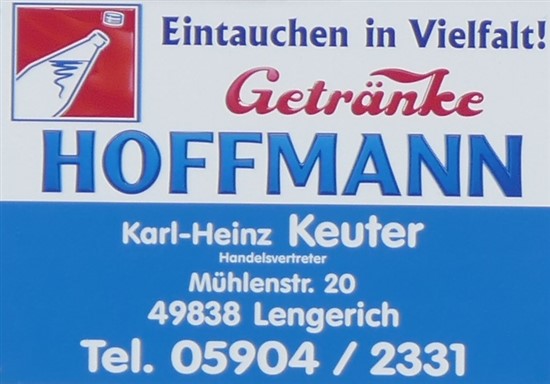 Eintauchen in Vielfalt!
Getränke
HOFFMANN
Karl-Heinz Keuter
Handelsvertreter
Mühlenstr. 20
49838 Lengerich
Tel. 05904 / 2331